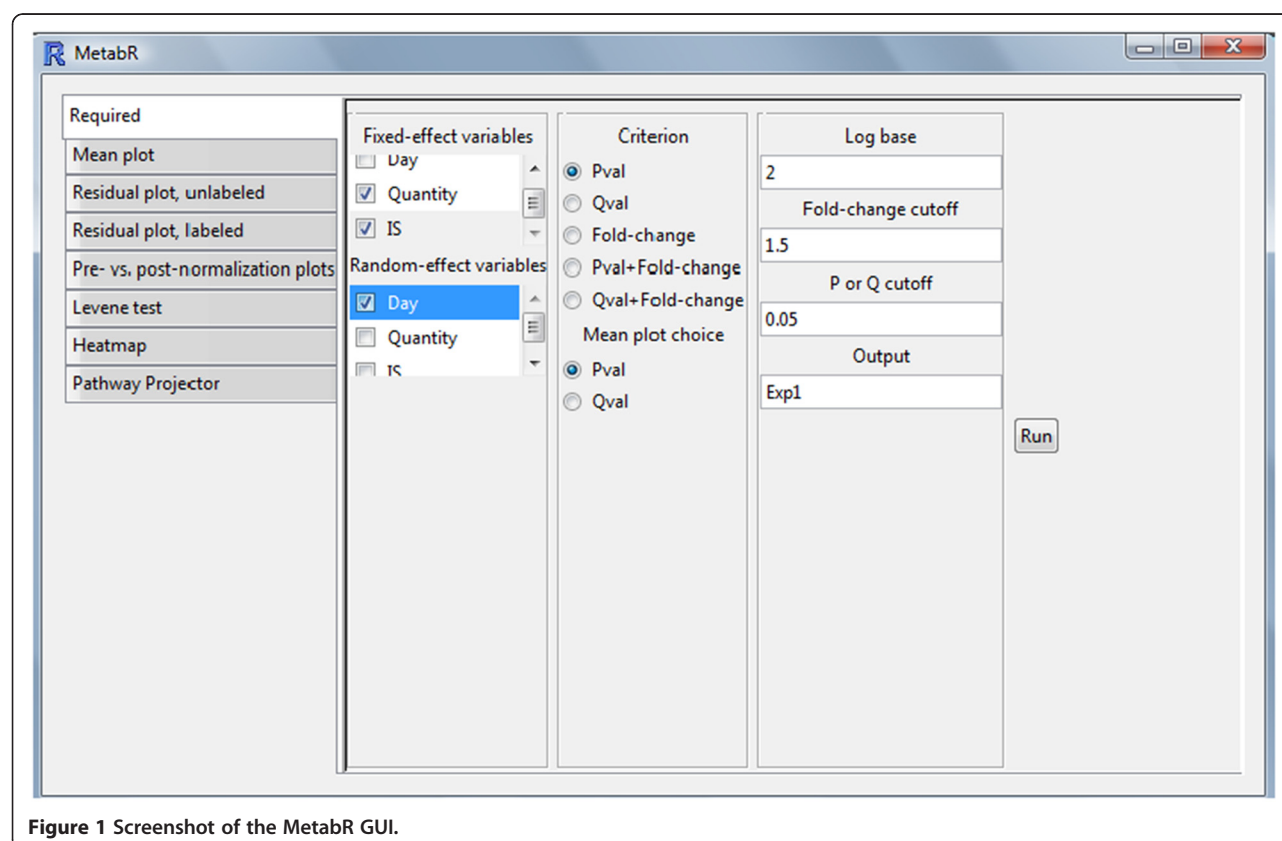 MetabR
Required
Mean plot
Residual plot, unlabeled
Residual plot, labeled
Pre- vs. post-normalization plots
Levene test
Heatmap
Pathway Projector
Fixed-effect variables
Day
Quantity
IS
Random-effect variables
Day
Quantity
IS
Criterion
Pval
Qval
Fold-change
Pval+Fold-change
Qval+Fold-change
Mean plot choice
Pval
Qval
Log base
2
Fold-change cutoff
1.5
P or Q cutoff
0.05
Output
Exp1
Run
Figure 1 Screenshot of the MetabR GUI.